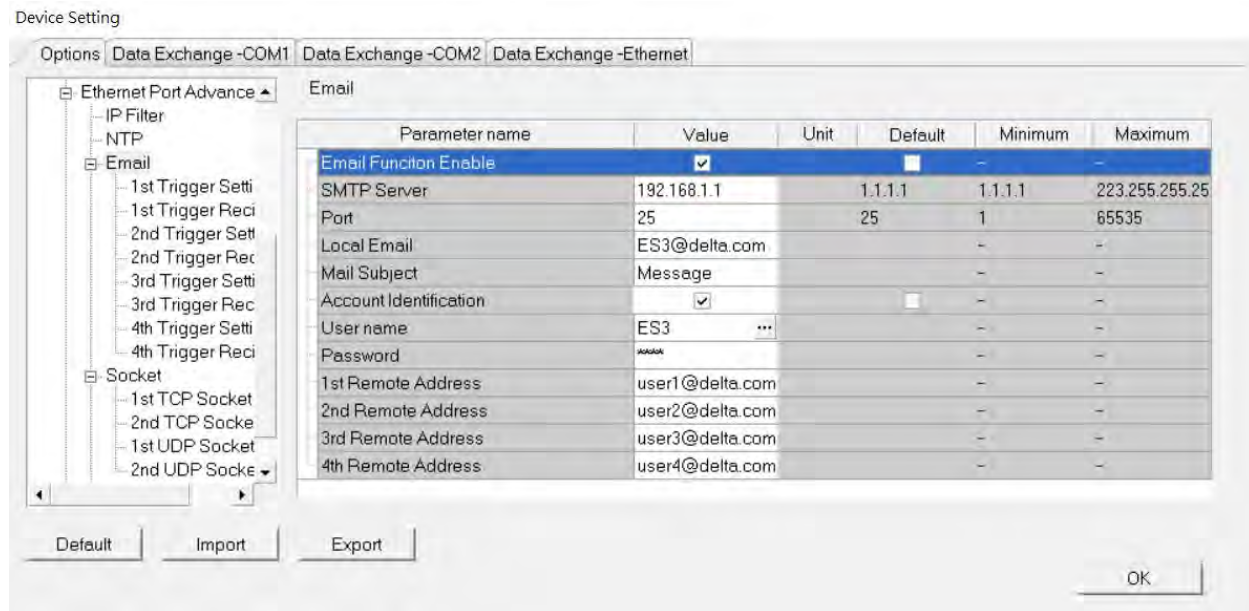 Device Setting
Options Data Exchange -COM1 Data Exchange -COM2 Data Exchange -Ethernet
Ethernet Port Advance
IP Filter
NTP
Email
1st Trigger Setti
1st Trigger Reci
2nd Trigger Sett
2nd Trigger Rec
3rd Trigger Setti
3rd Trigger Rec
4th Trigger Setti
4th Trigger Reci
Socket
1st TCP Socket
2nd TCP Socke
1st UDP Socket
2nd UDP Socke
Email
Parameter name Value Unit Default Minimum Maximum
Email Funciton Enable – –
SMTP Server 192.168.1.1 1.1.1.1 1.1.1.1 223.255.255.25
Port 25 25 1 65535
Local Email ES3@delta.com – –
Mail Subject Message – –
Account Identification – –
User name ES3 ... – –
Password **** – –
1st Remote Address user1@delta.com – –
2nd Remote Address user2@delta.com – –
3rd Remote Address user3@delta.com – –
4th Remote Address user4@delta.com – –
Default Import Export
OK